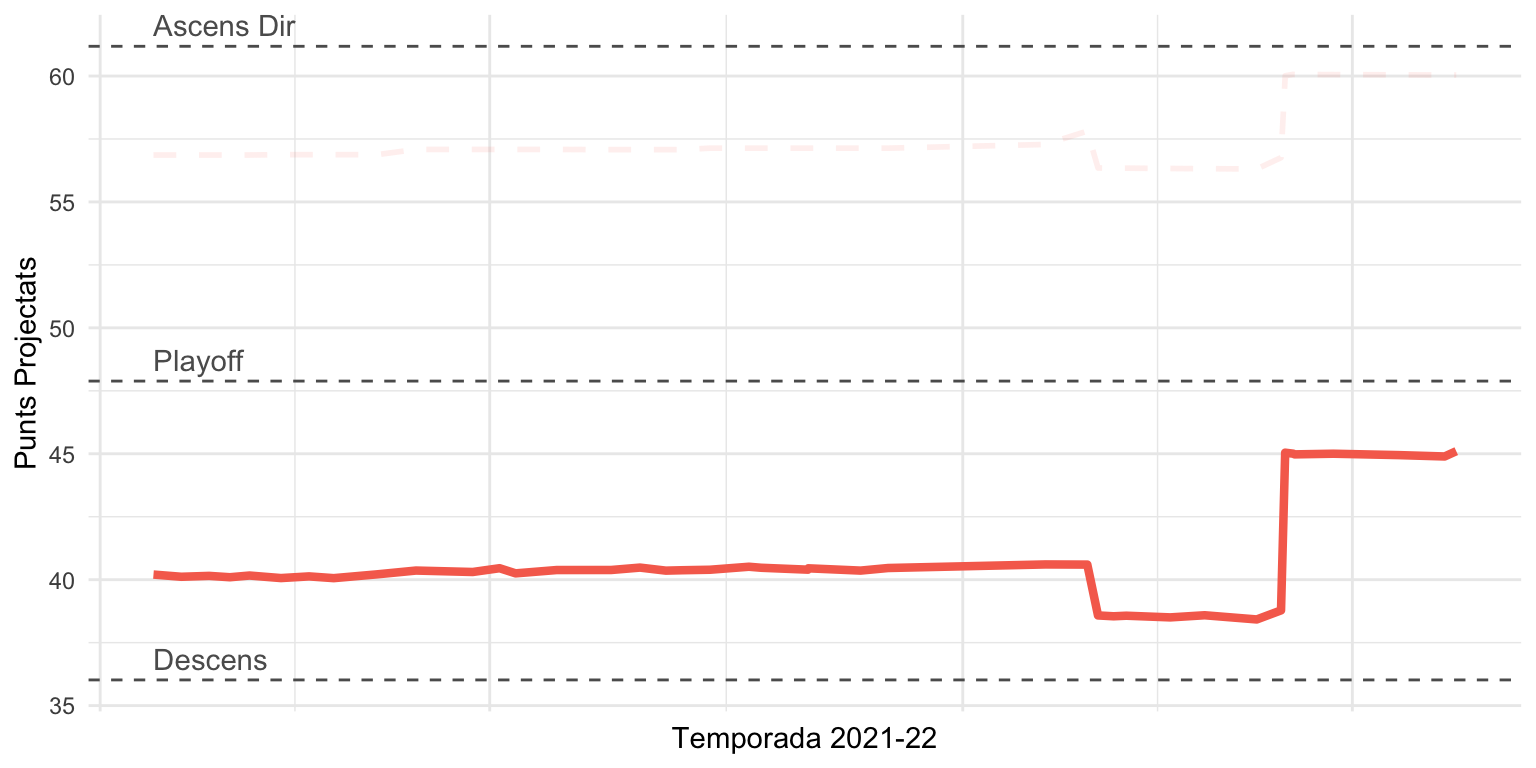 Ascens Dir
60
55
50
Playoff
45
40
Descens
35
Punts Projectats
Temporada 2021-22